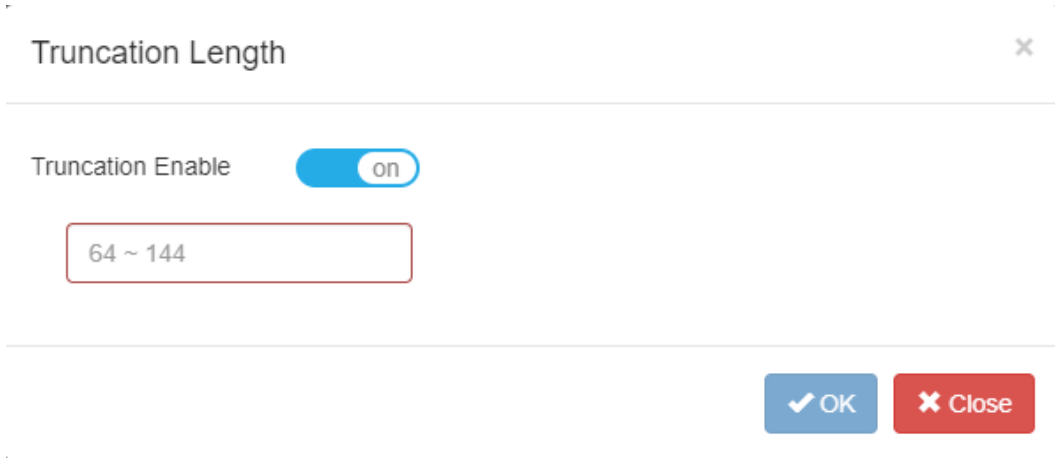 Truncation Length
×
Truncation Enable on
64 ~ 144
OK Close